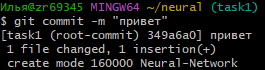 Илья@zr69345 MINGW64 ~/neural (task1)
$ git commit -m "привет"
[task1 (root-commit) 349a6a0] привет
 1 file changed, 1 insertion(+)
 create mode 160000 Neural-Network